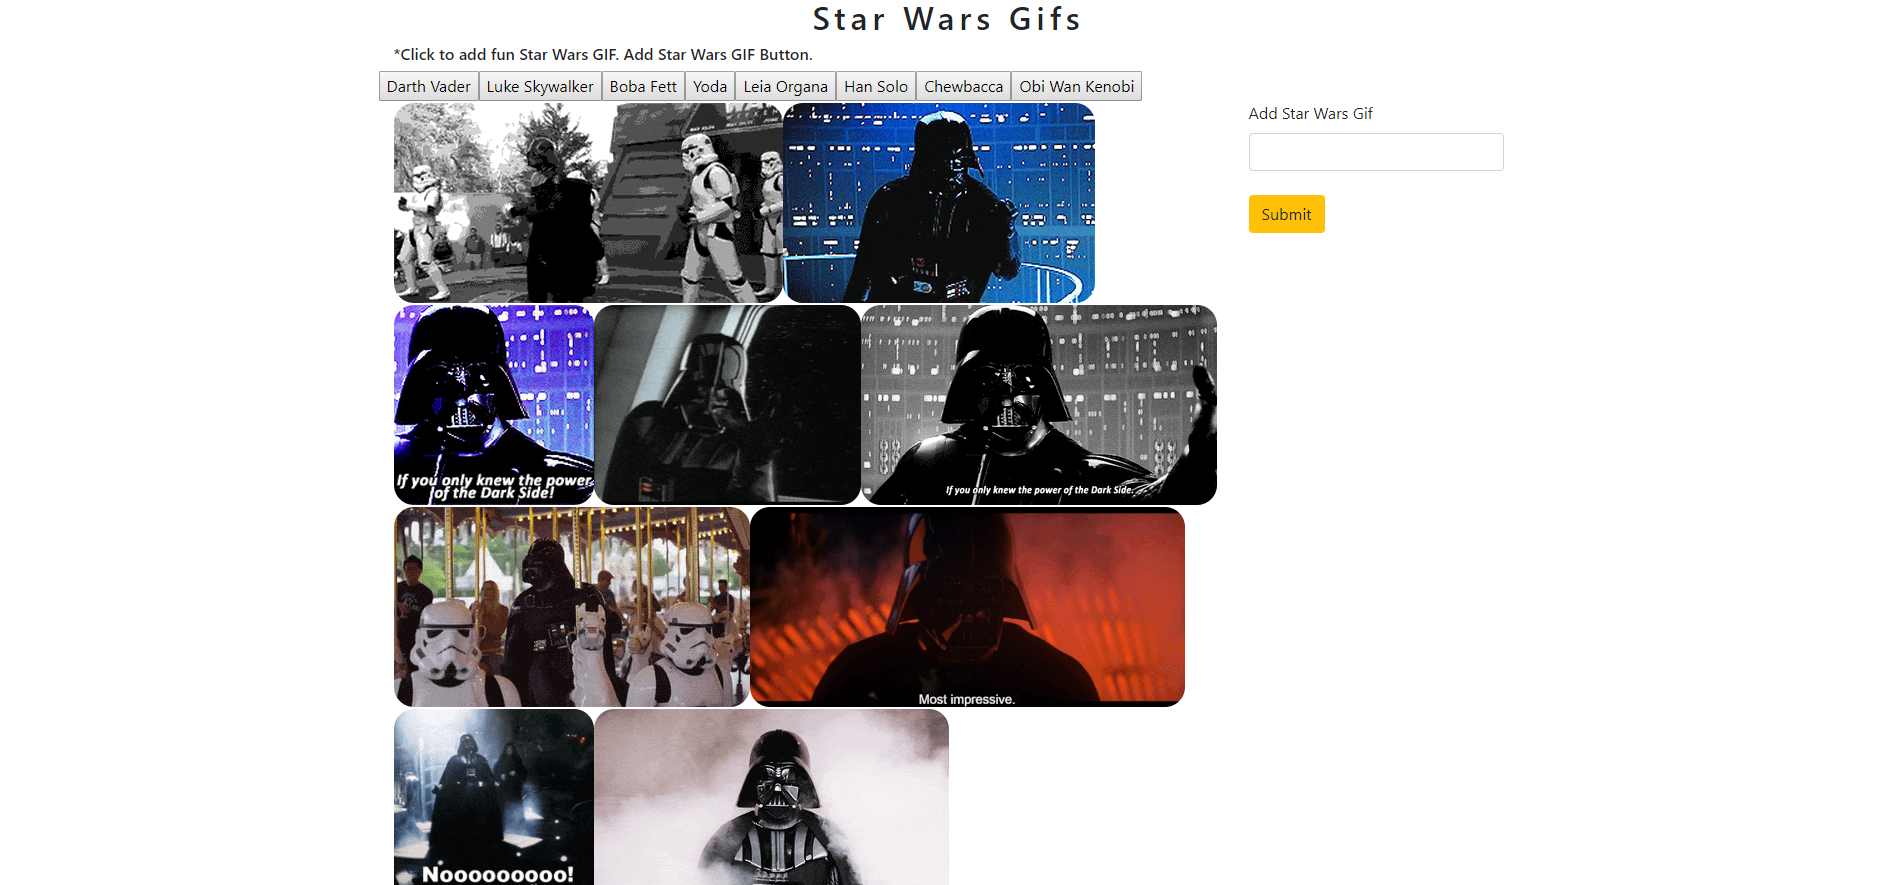 Star Wars Gifs
*Click to add fun Star Wars GIF. Add Star Wars GIF Button.
Darth Vader Luke Skywalker Boba Fett Yoda Leia Organa Han Solo Chewbacca Obi Wan Kenobi
Add Star Wars Gif
Submit
If you only knew the power
of the Dark Side!
If you only knew the power of the Dark Side.
Most impressive.
Nooooooooo!